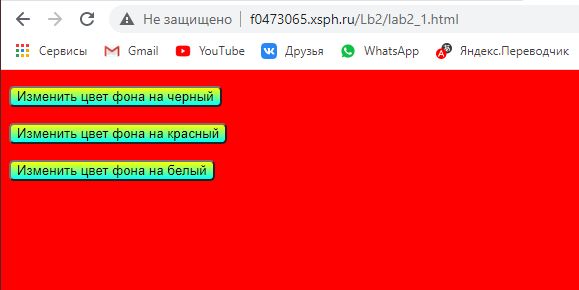 Не защищено f0473065.xsph.ru/Lb2/lab2_1.html
Сервисы Gmail YouTube Друзья WhatsApp Яндекс.Переводчик
Изменить цвет фона на черный
Изменить цвет фона на красный
Изменить цвет фона на белый